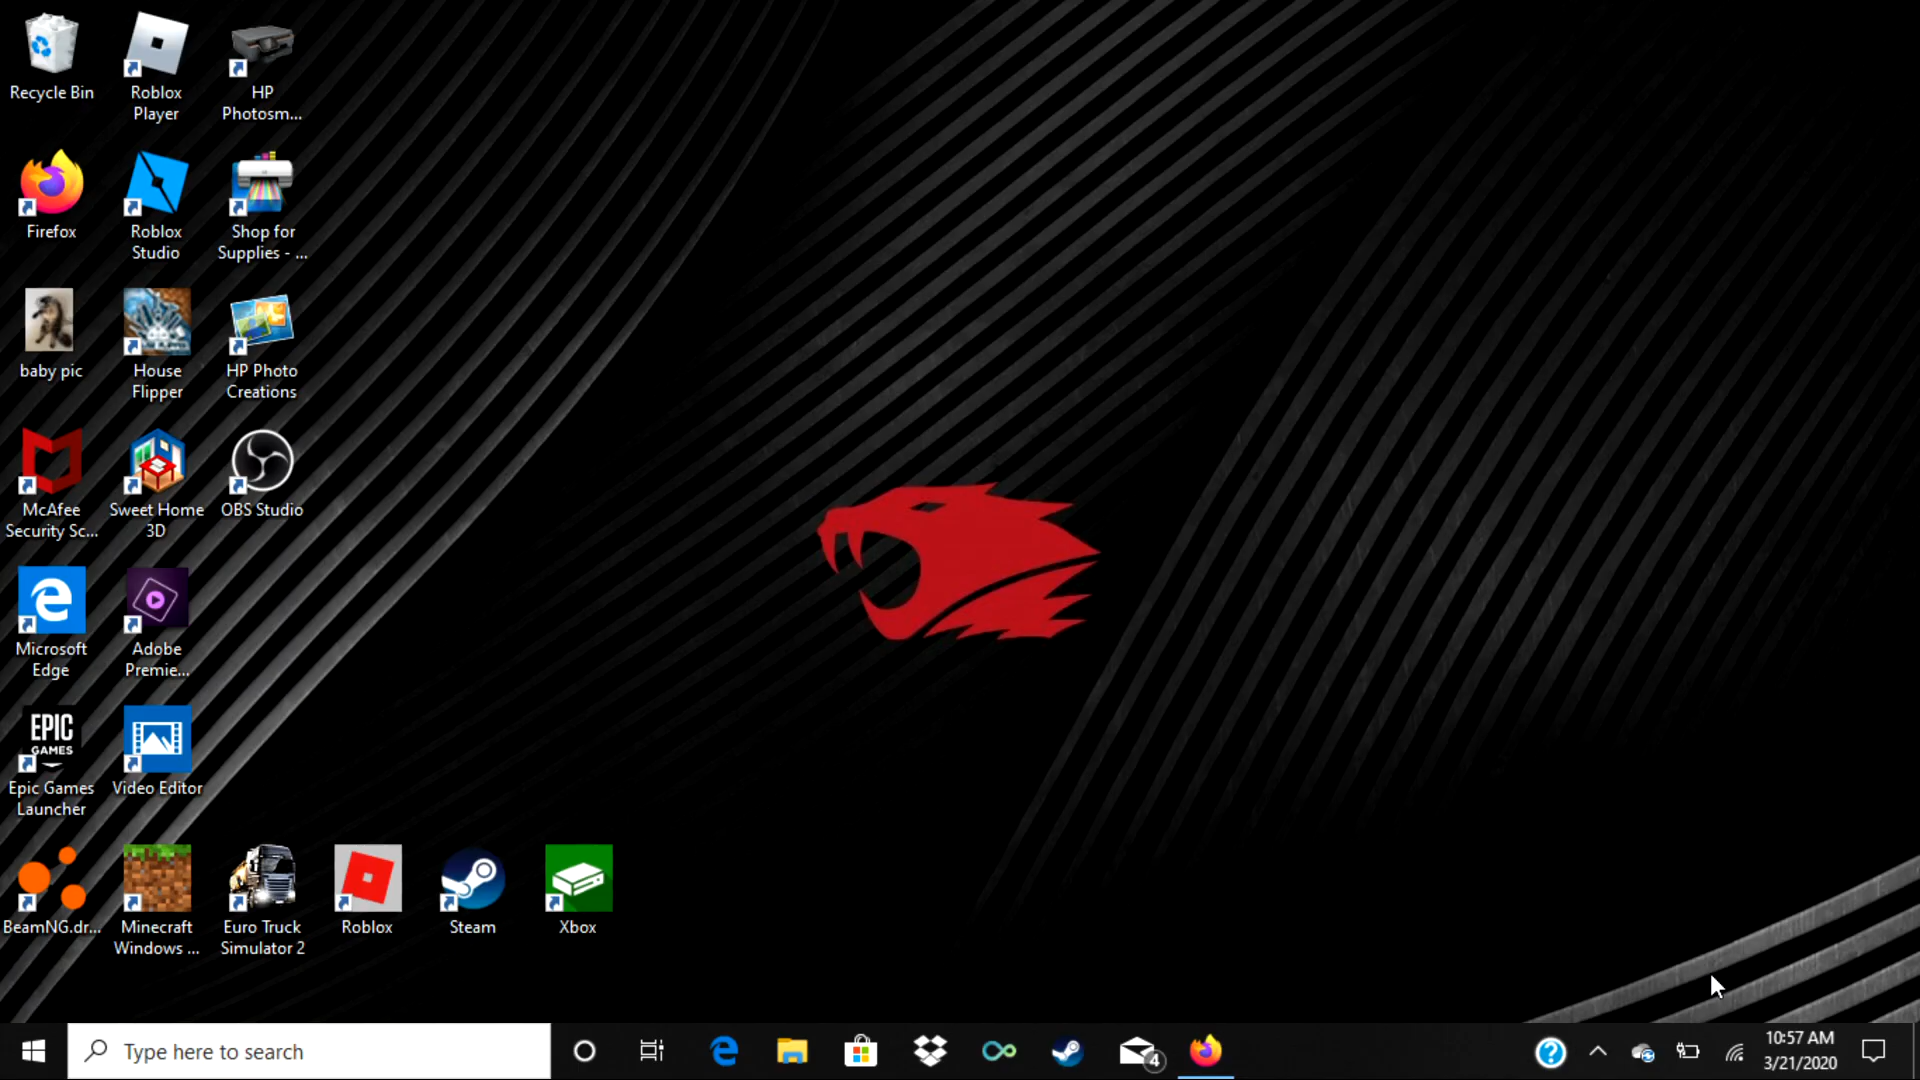 Recycle Bin
Roblox
Player
HP
Photosm...
Firefox
Roblox
Studio
Shop for
Supplies - ...
baby pic
House
Flipper
HP Photo
Creations
McAfee
Security Sc...
Sweet Home
3D
OBS Studio
Microsoft
Edge
Adobe
Premie...
EPIC
GAMES
Epic Games
Launcher
Video Editor
BeamNG.dr...
Minecraft
Windows ...
Euro Truck
Simulator 2
Roblox
Steam
Xbox
Type here to search
4
10:57 AM
3/21/2020